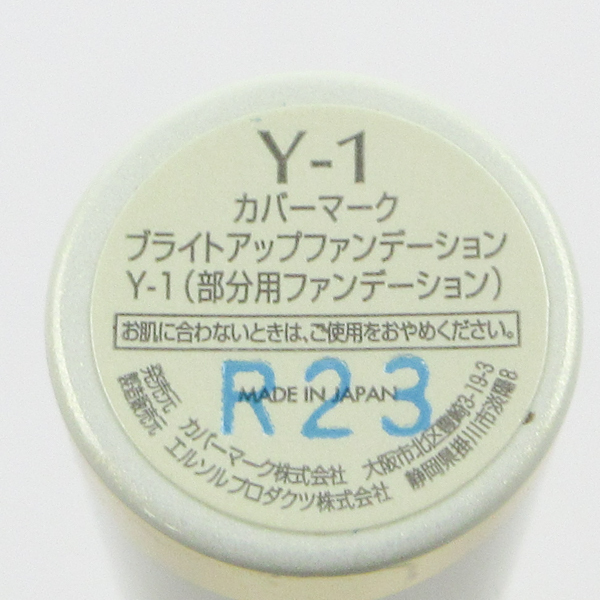 Y-1
カバーマーク
ブライトアップファンデーション
Y-1(部分用ファンデーション)
お肌に合わないときは、ご使用をおやめください。
MADE IN JAPAN
R23
発売元 カバーマーク株式会社 大阪市北区豊崎3-19-3
製造販売元 エルソルプロダクツ株式会社 静岡県掛川市淡陽8